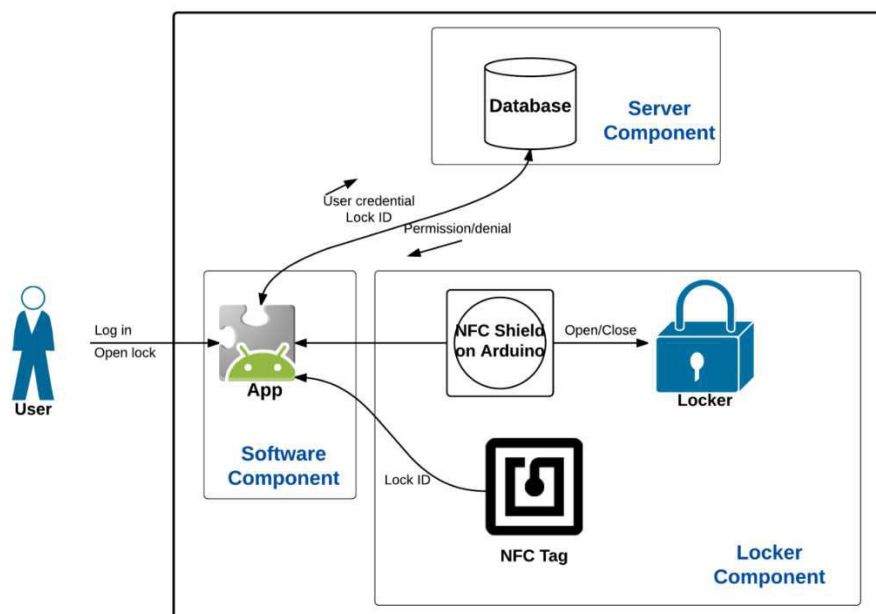 Database
Server
Component
User credential
Lock ID
Permission/denial
Log in
Open lock
User
App
Software
Component
NFC Shield
on Arduino
Open/Close
Locker
Lock ID
NFC Tag
Locker
Component